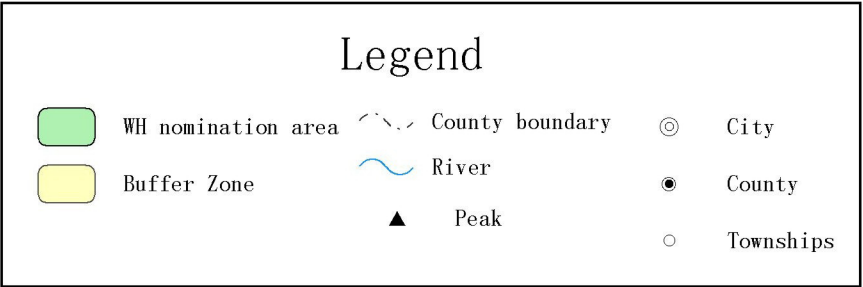 Legend
WH nomination area
Buffer Zone
County boundary
River
Peak
City
County
Townships